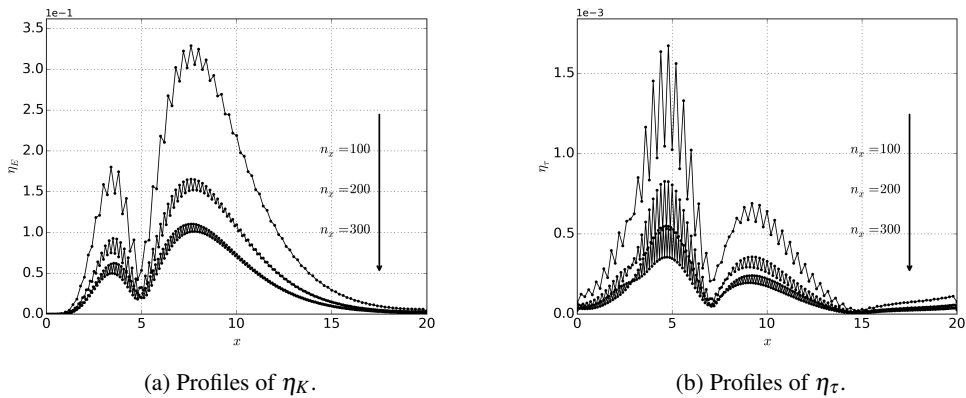 1e−1
3.5
3.0
2.5
2.0
1.5
1.0
0.5
0.0
0
5
10
15
20
η_E
x
n_x =100
n_x =200
n_x =300
(a) Profiles of η_K.
1e−3
1.5
1.0
0.5
0.0
0
5
10
15
20
η_τ
x
n_x =100
n_x =200
n_x =300
(b) Profiles of η_τ.